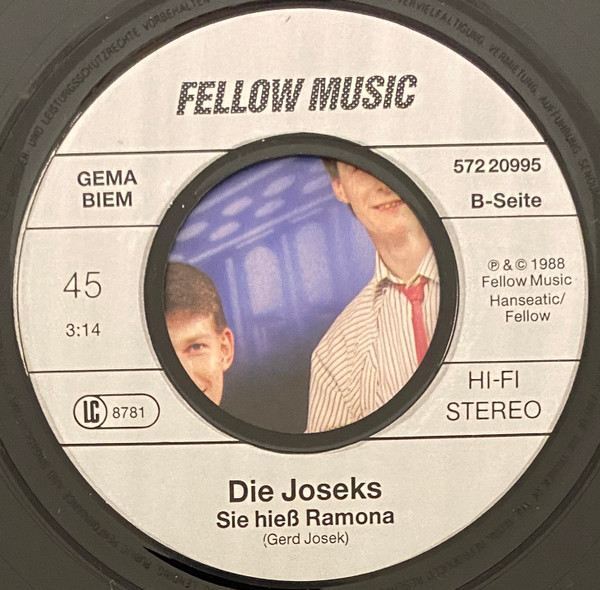 FELLOW MUSIC
GEMA
BIEM
572 20995
B-Seite
45
3:14
℗ & © 1988
Fellow Music
Hanseatic/
Fellow
LC 8781
HI-FI
STEREO
Die Joseks
Sie hieß Ramona
(Gerd Josek)